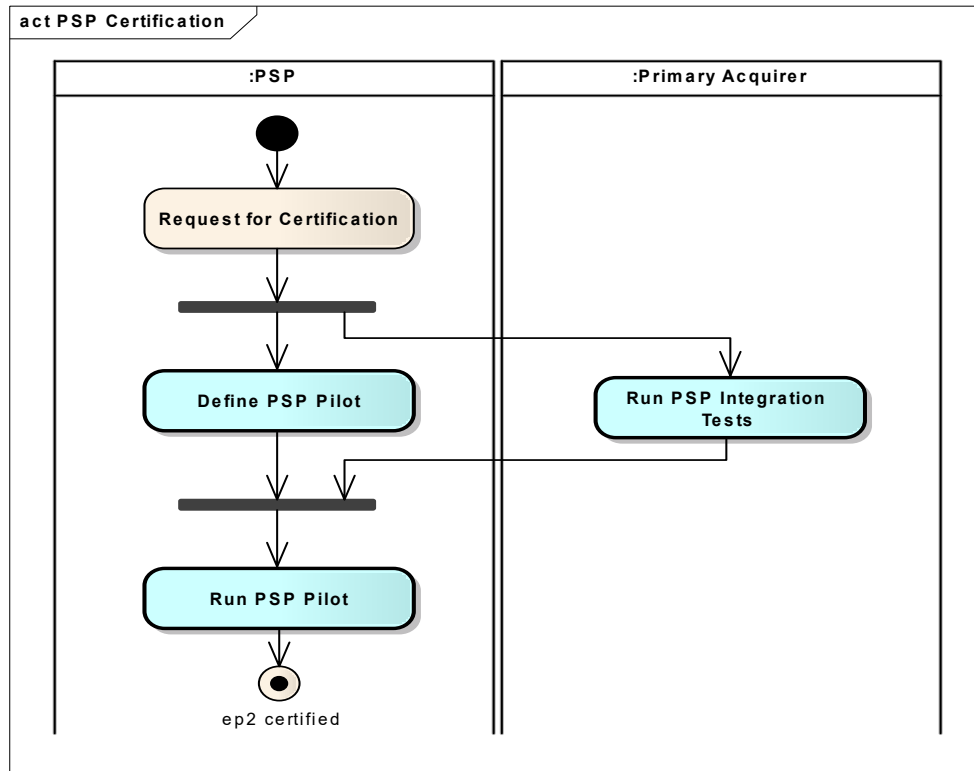 act PSP Certification
:PSP
:Primary Acquirer
Request for Certification
Define PSP Pilot
Run PSP Integration
Tests
Run PSP Pilot
ep2 certified